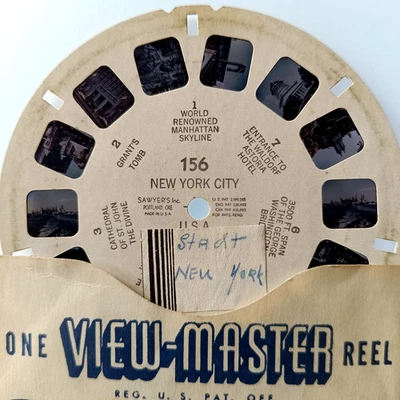 1
WORLD
RENOWNED
MANHATTAN
SKYLINE
2
GRANT'S
TOMB
3
CATHEDRAL
OF ST. JOHN
OF THE
DIVINE
7
ENTRANCE TO
THE WALDORF
ASTORIA
HOTEL
6
3500 FT. SPAN
OF THE GEORGE
WASHINGTON
156
NEW YORK CITY
U.S.A.
SAWYER'S Inc
PORTLAND, ORE
MADE IN U.S.A.
Stadt
New York
ONE VIEW-MASTER REEL
REG. U. S. PAT. OFF